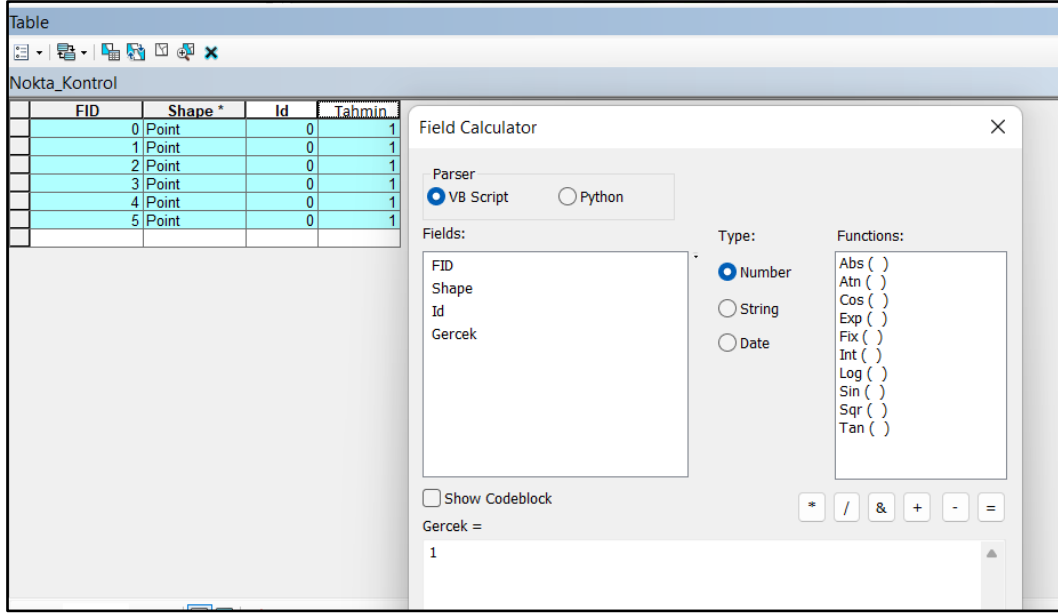 Table
Nokta_Kontrol
FID Shape * Id Tahmin
0 Point 0 1
1 Point 0 1
2 Point 0 1
3 Point 0 1
4 Point 0 1
5 Point 0 1
Field Calculator
Parser
VB Script Python
Fields:
FID
Shape
Id
Gercek
Type:
Number
String
Date
Functions:
Abs ( )
Atn ( )
Cos ( )
Exp ( )
Fix ( )
Int ( )
Log ( )
Sin ( )
Sqr ( )
Tan ( )
Show Codeblock
* / & + - =
Gercek =
1